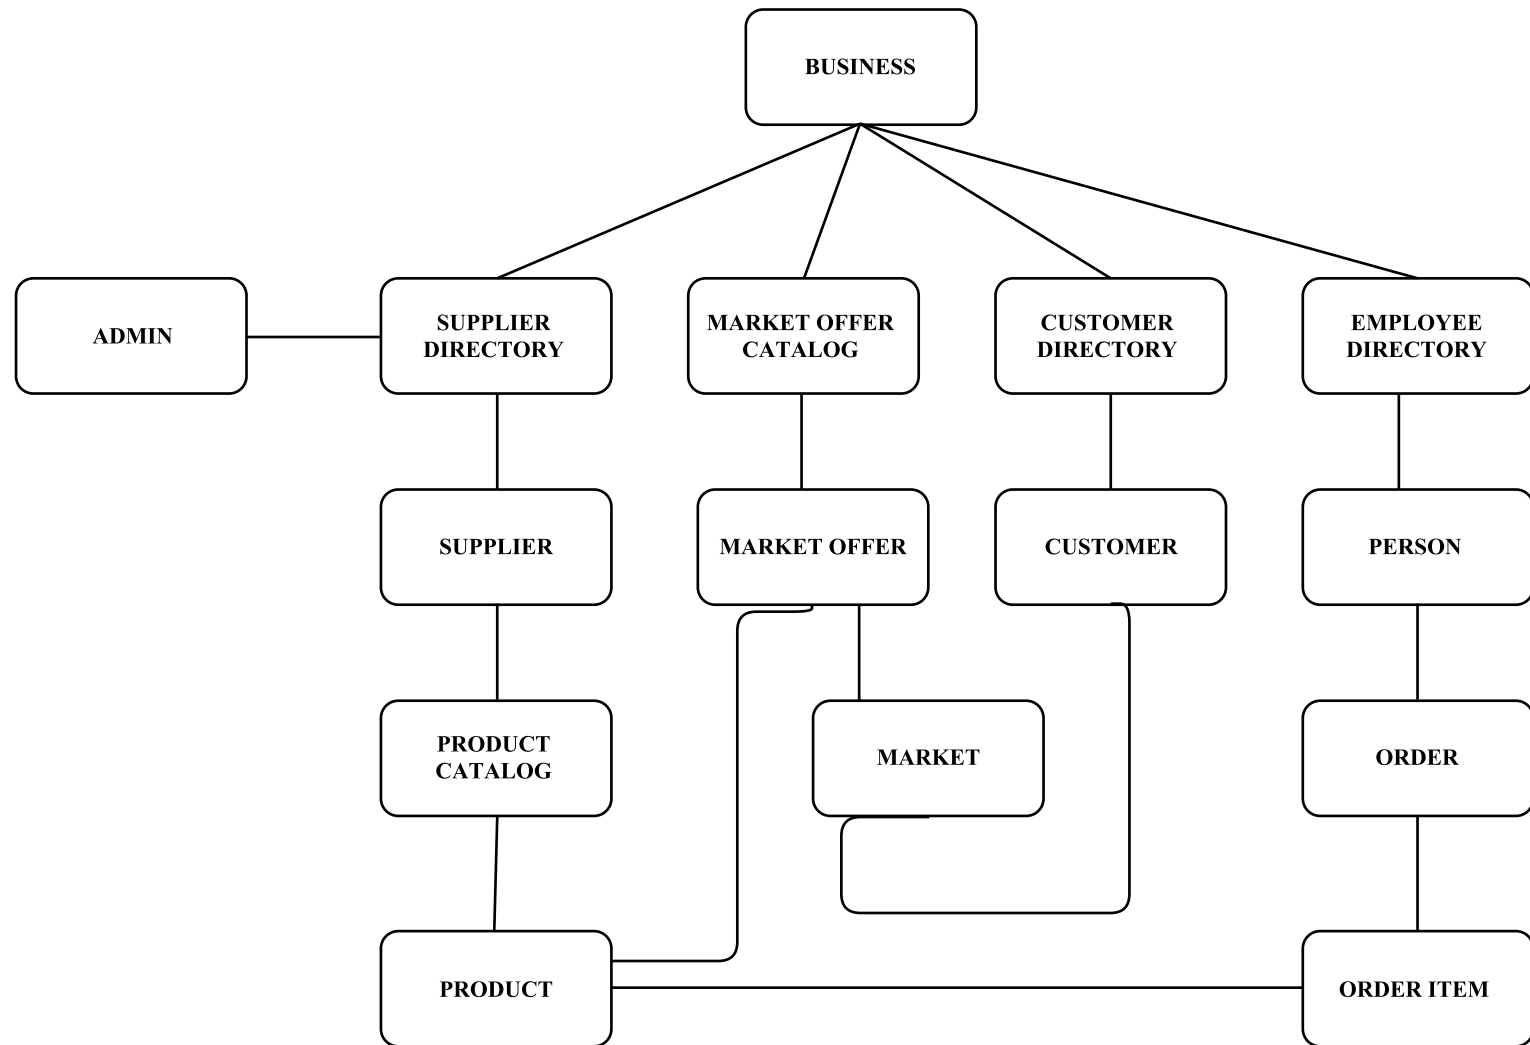 BUSINESS
ADMIN
SUPPLIER
DIRECTORY
MARKET OFFER
CATALOG
CUSTOMER
DIRECTORY
EMPLOYEE
DIRECTORY
SUPPLIER
MARKET OFFER
CUSTOMER
PERSON
PRODUCT
CATALOG
MARKET
ORDER
PRODUCT
ORDER ITEM